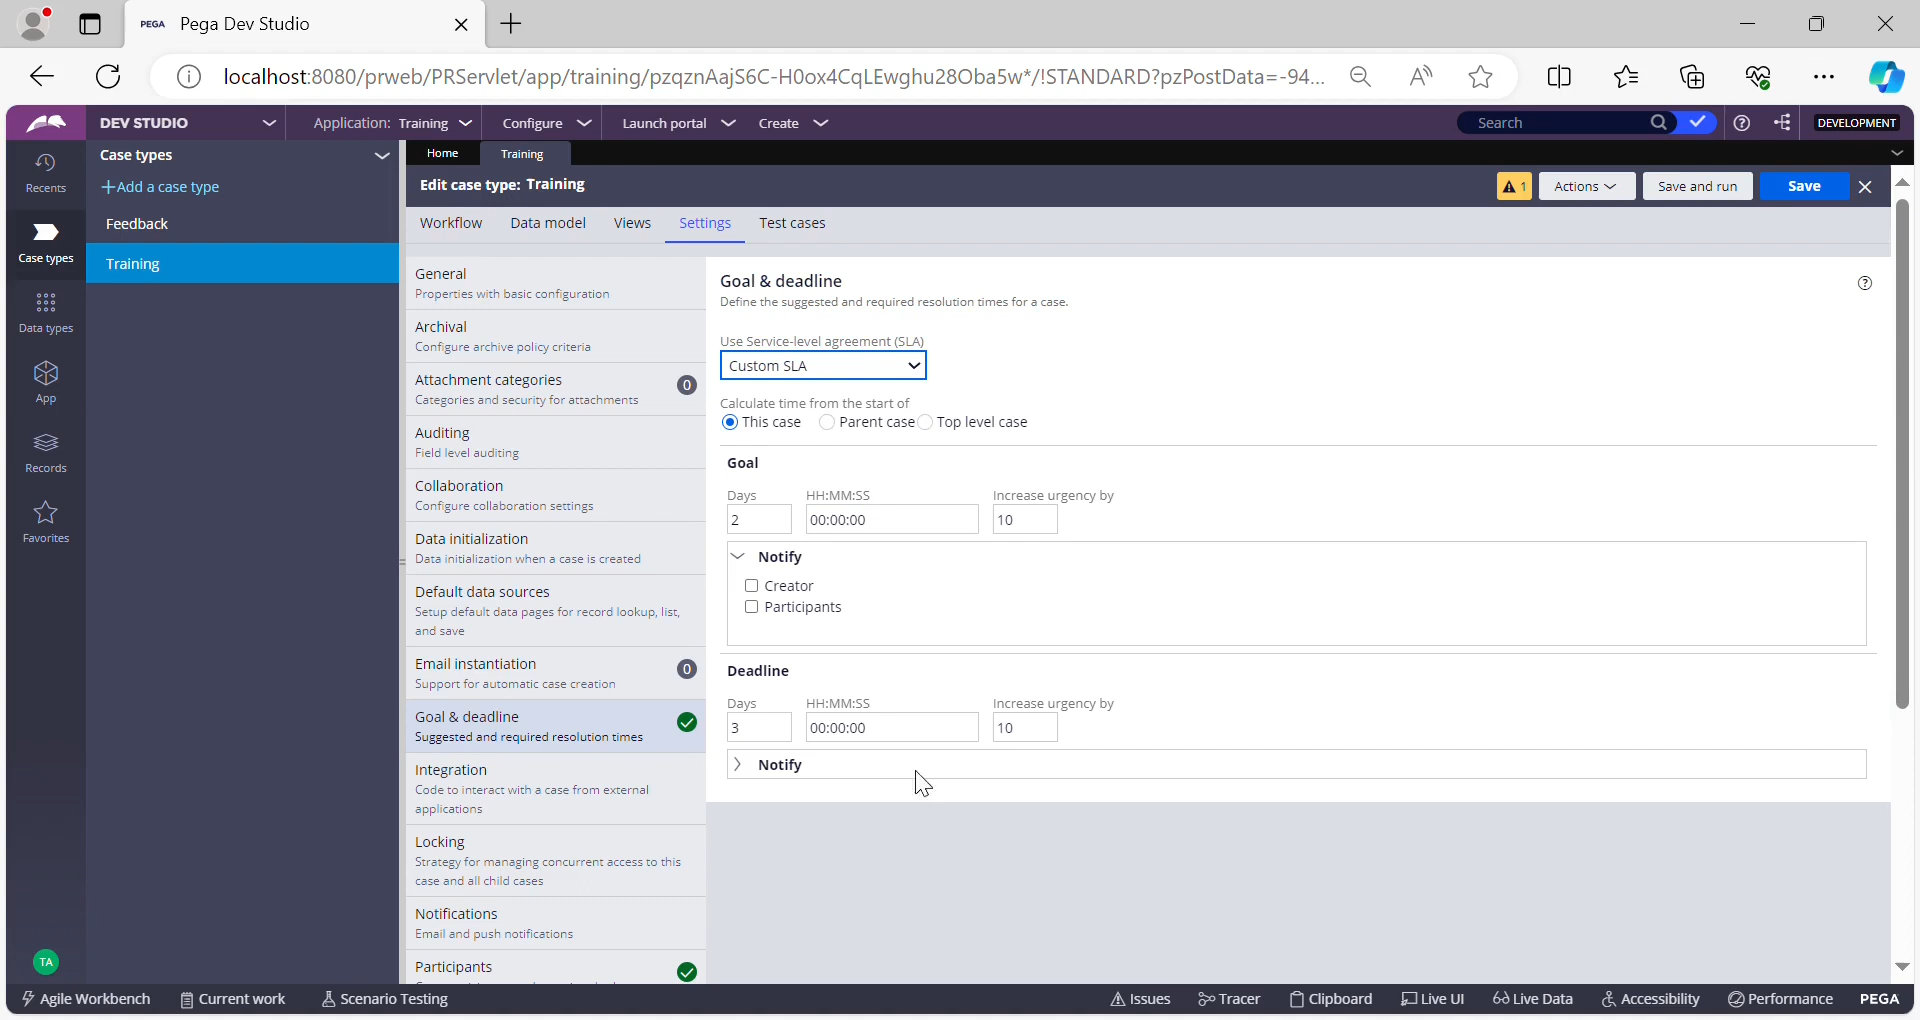 PEGA Pega Dev Studio
localhost:8080/prweb/PRServlet/app/training/pzqznAajS6C-H0ox4CqLEwghu28Oba5w*/!STANDARD?pzPostData=-94...
DEV STUDIO Application: Training Configure Launch portal Create Search DEVELOPMENT
Recents
Case types
Data types
App
Records
Favorites
TA
Case types
+Add a case type
Feedback
Training
Home Training
Edit case type: Training 1 Actions Save and run Save
Workflow Data model Views Settings Test cases
General
Properties with basic configuration
Archival
Configure archive policy criteria
Attachment categories 0
Categories and security for attachments
Auditing
Field level auditing
Collaboration
Configure collaboration settings
Data initialization
Data initialization when a case is created
Default data sources
Setup default data pages for record lookup, list,
and save
Email instantiation 0
Support for automatic case creation
Goal & deadline
Suggested and required resolution times
Integration
Code to interact with a case from external
applications
Locking
Strategy for managing concurrent access to this
case and all child cases
Notifications
Email and push notifications
Participants
Goal & deadline
Define the suggested and required resolution times for a case.
Use Service-level agreement (SLA)
Custom SLA
Calculate time from the start of
This case Parent case Top level case
Goal
Days HH:MM:SS Increase urgency by
2 00:00:00 10
Notify
Creator
Participants
Deadline
Days HH:MM:SS Increase urgency by
3 00:00:00 10
Notify
Agile Workbench Current work Scenario Testing Issues Tracer Clipboard Live UI Live Data Accessibility Performance PEGA